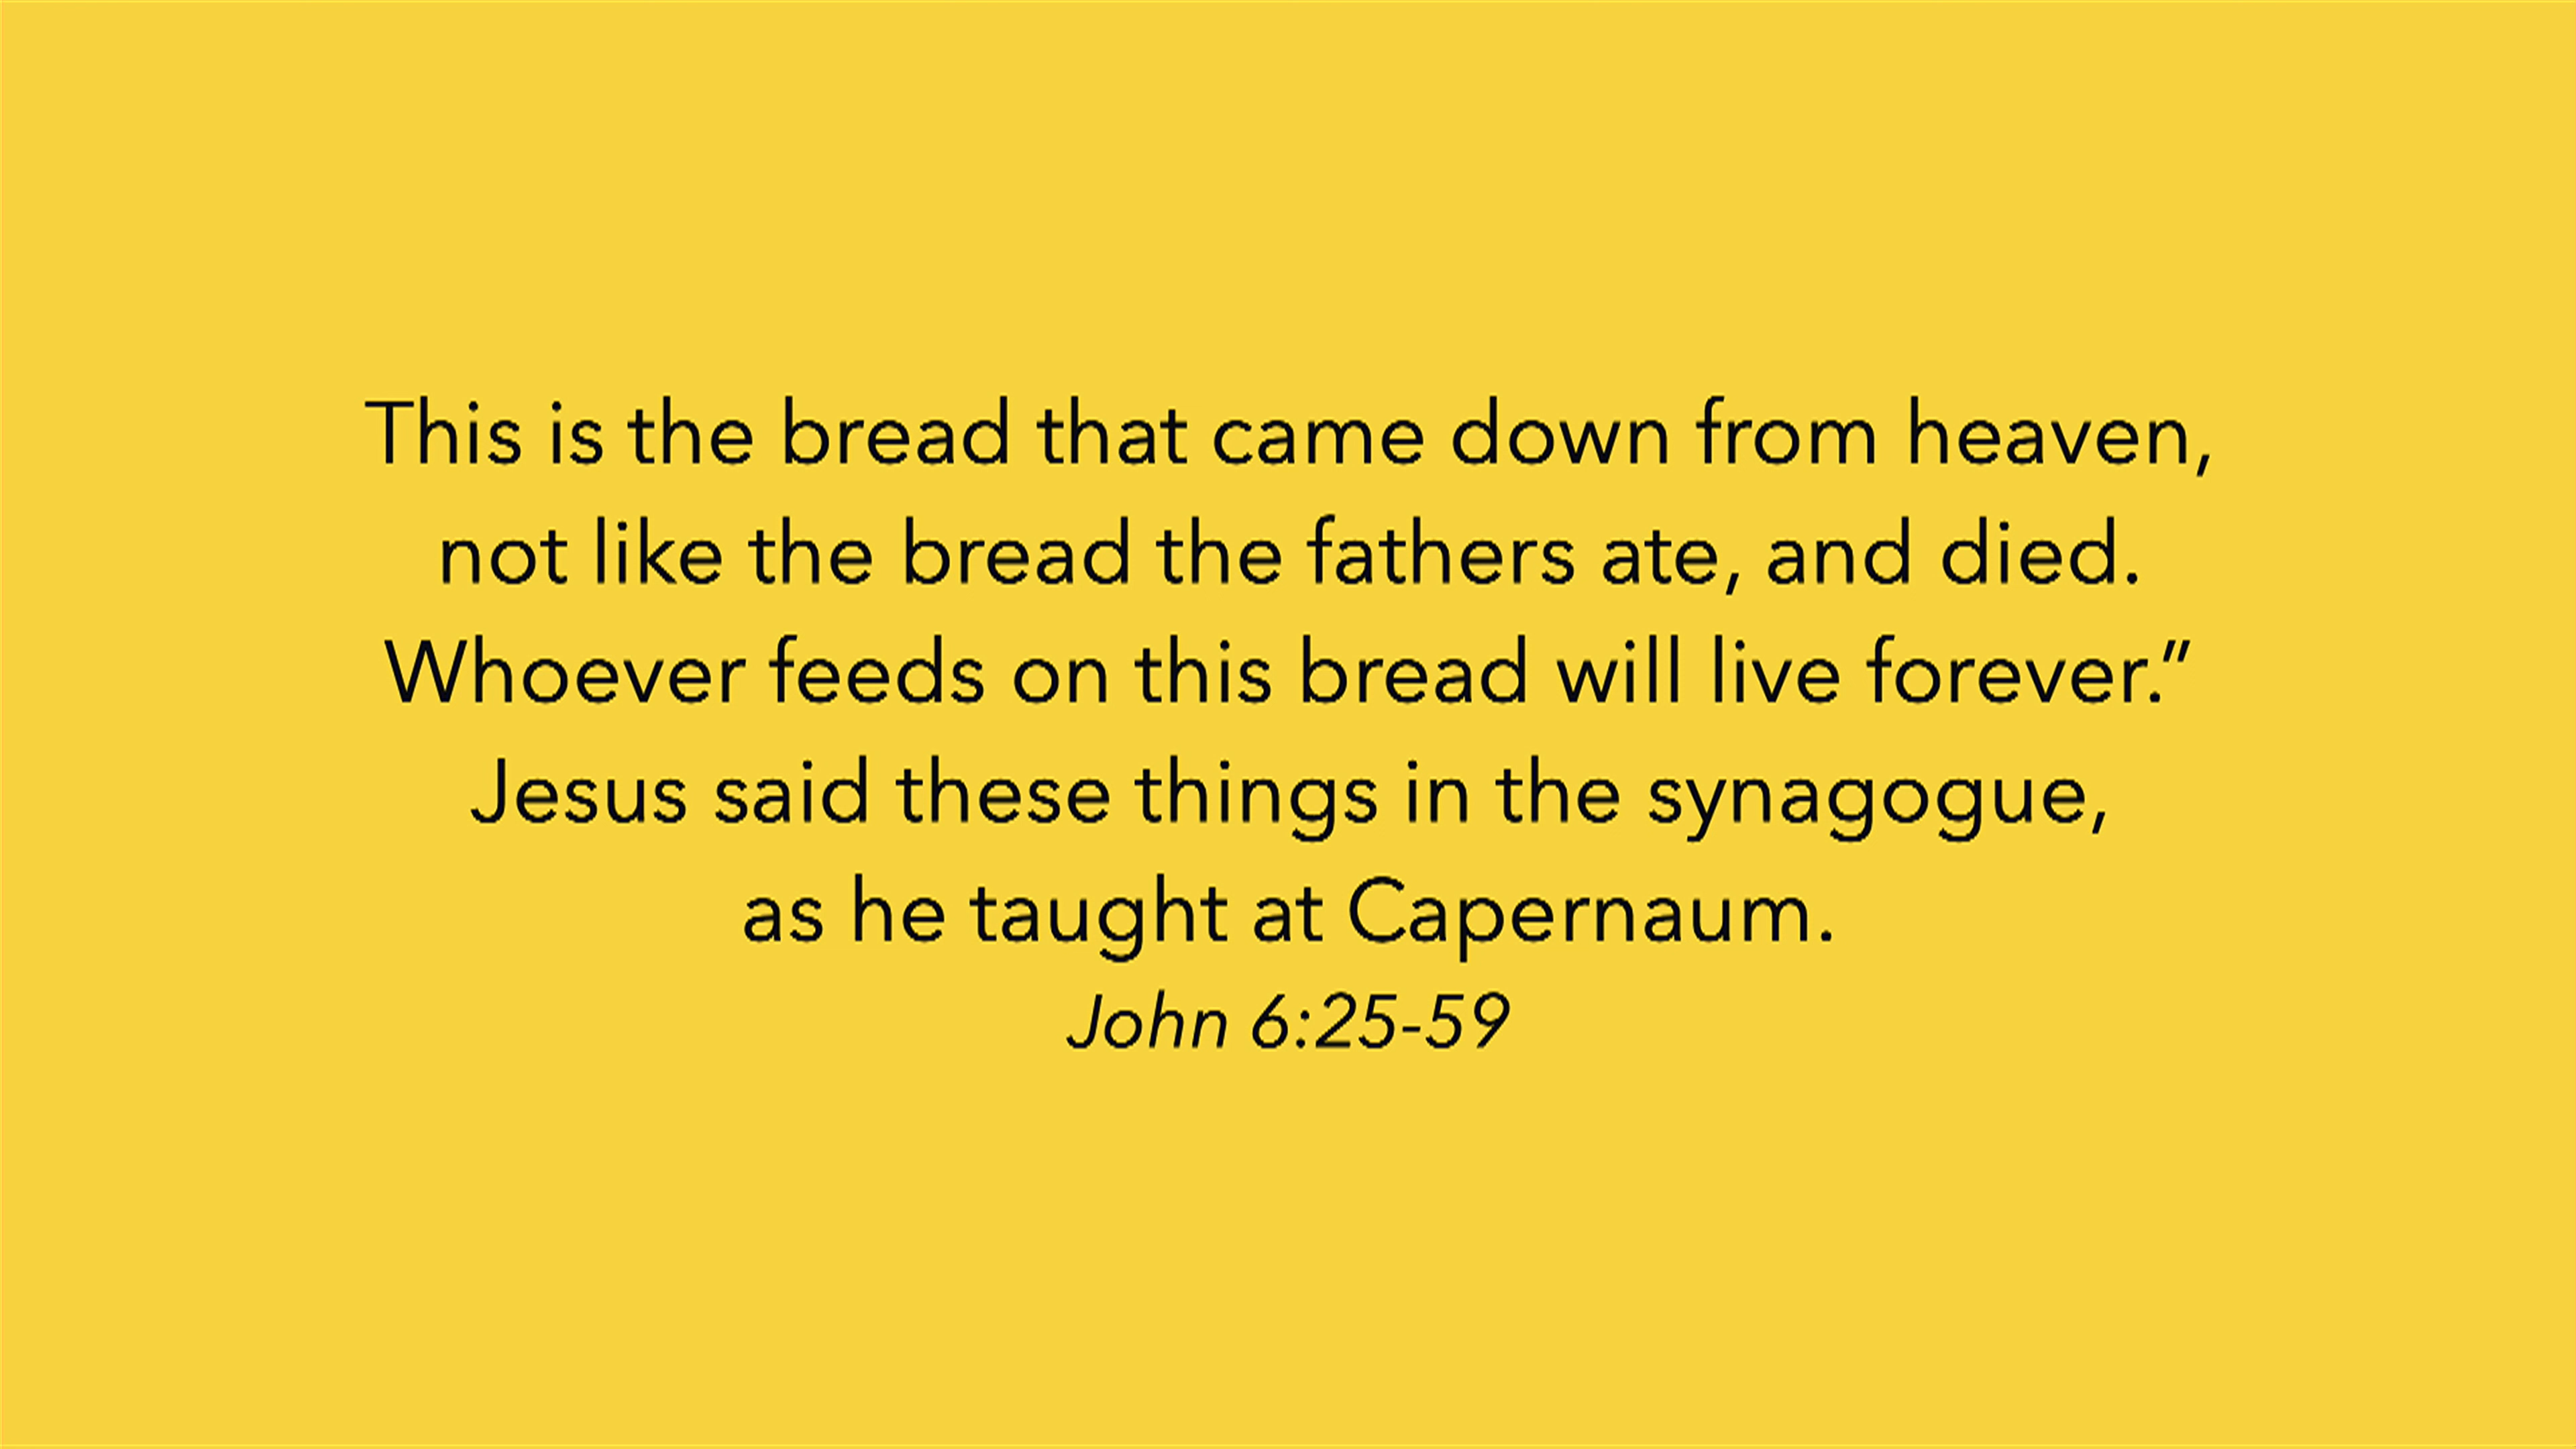 This is the bread that came down from heaven,
not like the bread the fathers ate, and died.
Whoever feeds on this bread will live forever.”
Jesus said these things in the synagogue,
as he taught at Capernaum.
John 6:25-59